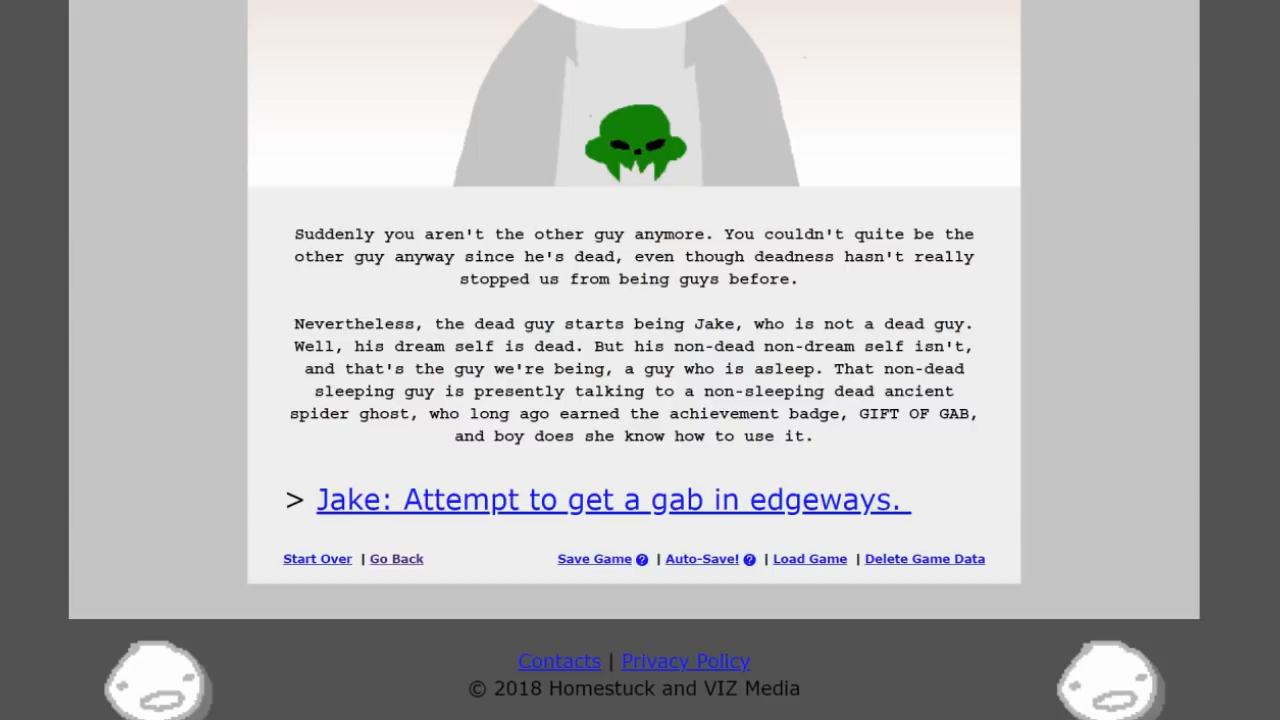 Suddenly you aren't the other guy anymore. You couldn't quite be the
other guy anyway since he's dead, even though deadness hasn't really
stopped us from being guys before.
Nevertheless, the dead guy starts being Jake, who is not a dead guy.
Well, his dream self is dead. But his non-dead non-dream self isn't,
and that's the guy we're being, a guy who is asleep. That non-dead
sleeping guy is presently talking to a non-sleeping dead ancient
spider ghost, who long ago earned the achievement badge, GIFT OF GAB,
and boy does she know how to use it.
> Jake: Attempt to get a gab in edgeways.
Start Over | Go Back Save Game ? | Auto-Save! ? | Load Game | Delete Game Data
Contacts | Privacy Policy
© 2018 Homestuck and VIZ Media